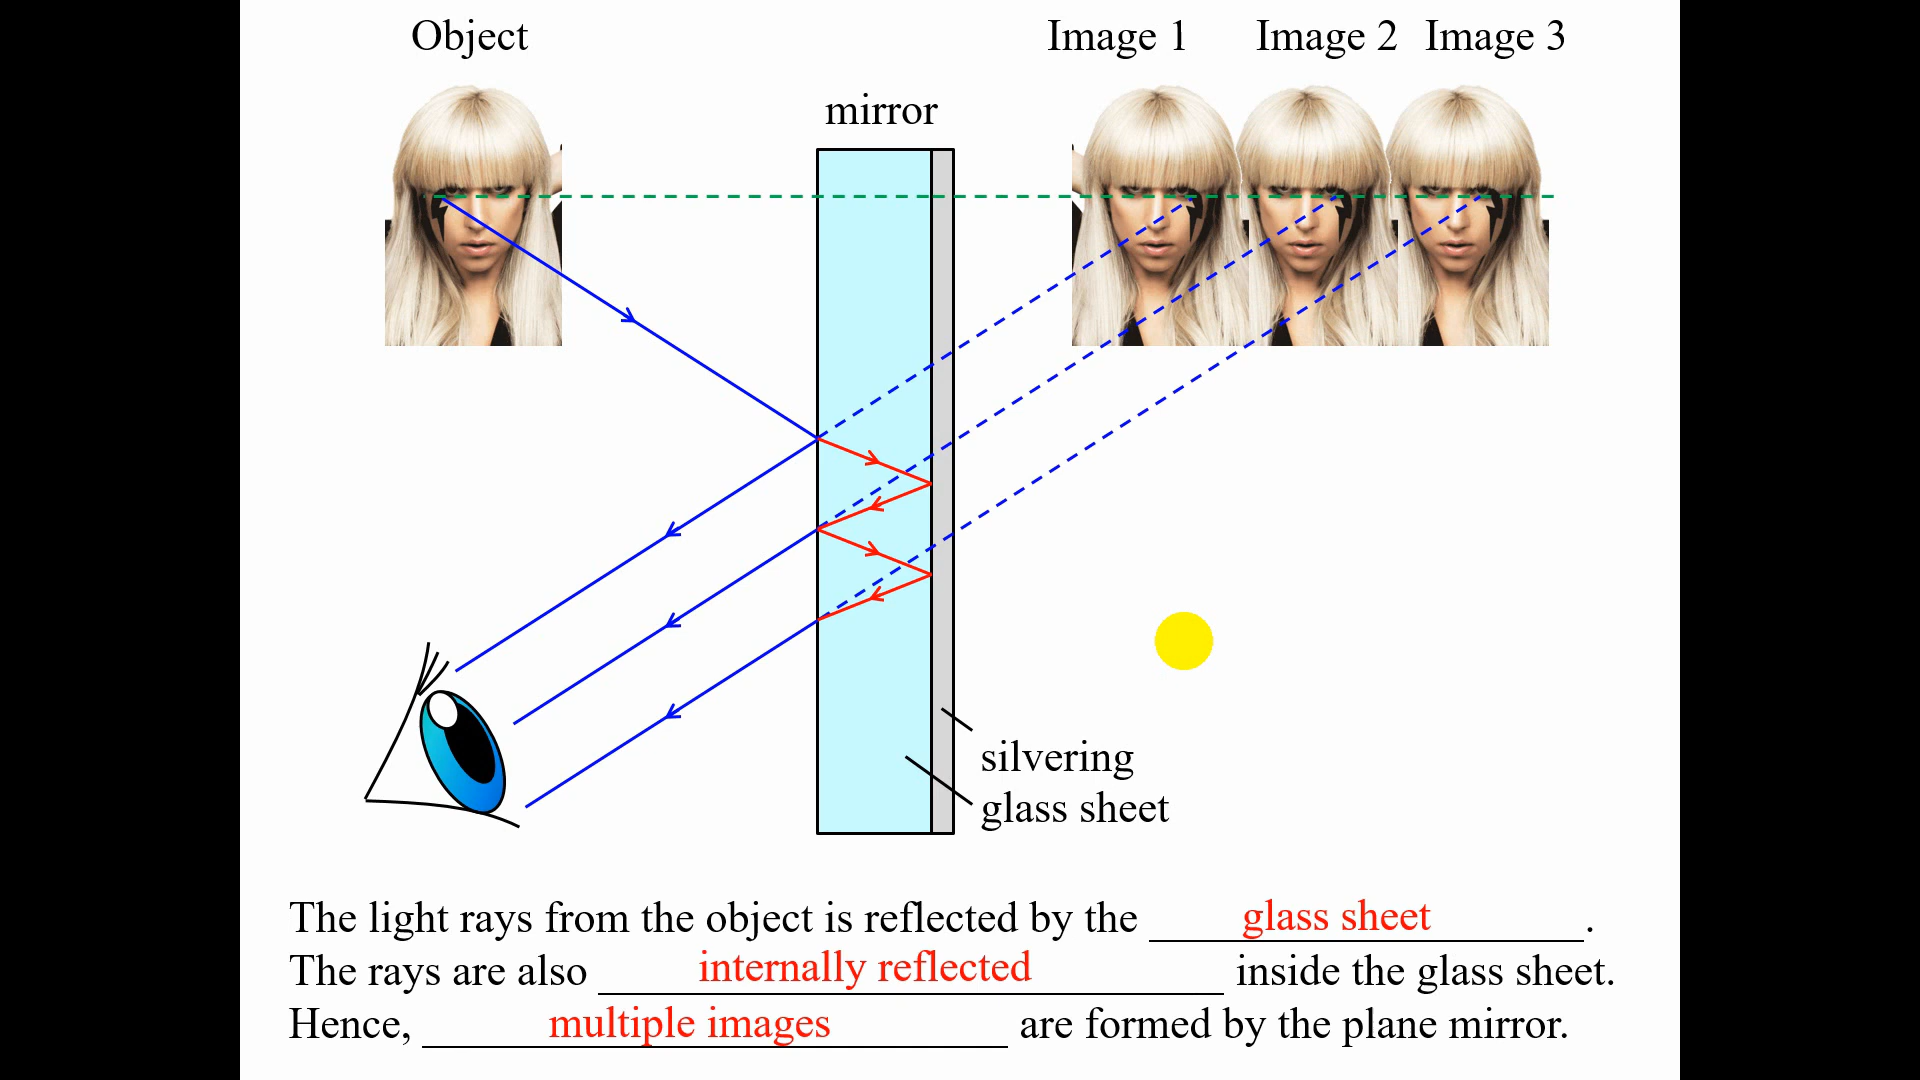 Object
Image 1
Image 2
Image 3
mirror
silvering
glass sheet
The light rays from the object is reflected by the glass sheet.
The rays are also internally reflected inside the glass sheet.
Hence, multiple images are formed by the plane mirror.